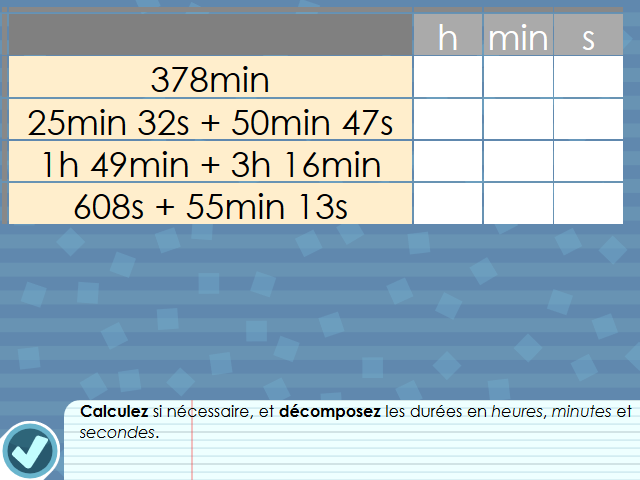 h min s
378min
25min 32s + 50min 47s
1h 49min + 3h 16min
608s + 55min 13s
Calculez si nécessaire, et décomposez les durées en heures, minutes et
secondes.